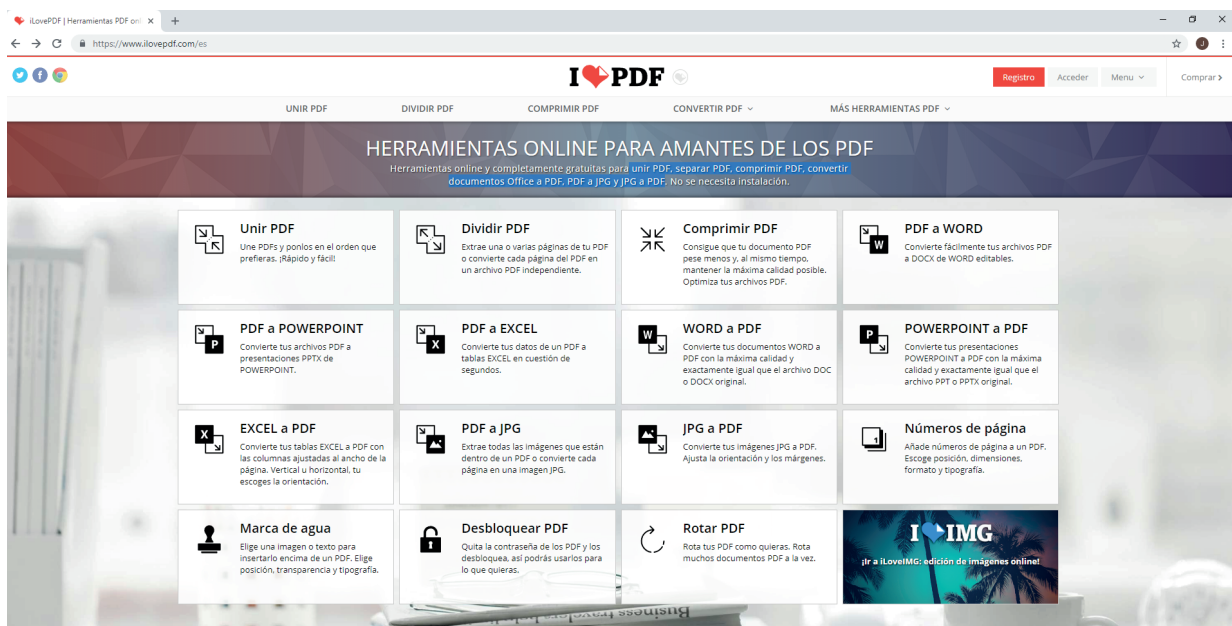 iLovePDF | Herramientas PDF onl
https://www.ilovepdf.com/es
J
I PDF
Registro Acceder Menu Comprar
UNIR PDF DIVIDIR PDF COMPRIMIR PDF CONVERTIR PDF MÁS HERRAMIENTAS PDF
HERRAMIENTAS ONLINE PARA AMANTES DE LOS PDF
Herramientas online y completamente gratuitas para unir PDF, separar PDF, comprimir PDF, convertir
documentos Office a PDF, PDF a JPG y JPG a PDF. No se necesita instalación.
Unir PDF
Une PDFs y ponlos en el orden que
prefieras. ¡Rápido y fácil!
Dividir PDF
Extrae una o varias páginas de tu PDF
o convierte cada página del PDF en
un archivo PDF independiente.
Comprimir PDF
Consigue que tu documento PDF
pese menos y, al mismo tiempo,
mantener la máxima calidad posible.
Optimiza tus archivos PDF.
W
PDF a WORD
Convierte fácilmente tus archivos PDF
a DOCX de WORD editables.
P
PDF a POWERPOINT
Convierte tus archivos PDF a
presentaciones PPTX de
POWERPOINT.
X
PDF a EXCEL
Convierte tus datos de un PDF a
tablas EXCEL en cuestión de
segundos.
W
WORD a PDF
Convierte tus documentos WORD a
PDF con la máxima calidad y
exactamente igual que el archivo DOC
o DOCX original.
P
POWERPOINT a PDF
Convierte tus presentaciones
POWERPOINT a PDF con la máxima
calidad y exactamente igual que el
archivo PPT o PPTX original.
X
EXCEL a PDF
Convierte tus tablas EXCEL a PDF con
las columnas ajustadas al ancho de la
página. Vertical u horizontal, tu
escoges la orientación.
PDF a JPG
Extrae todas las imágenes que están
dentro de un PDF o convierte cada
página en una imagen JPG.
JPG a PDF
Convierte tus imágenes JPG a PDF.
Ajusta la orientación y los márgenes.
1
Números de página
Añade números de página a un PDF.
Escoge posición, dimensiones,
formato y tipografía.
Marca de agua
Elige una imagen o texto para
insertarlo encima de un PDF. Elige
posición, transparencia y tipografía.
Desbloquear PDF
Quita la contraseña de los PDF y los
desbloquea, así podrás usarlos para
lo que quieras.
Rotar PDF
Rota tus PDF como quieras. Rota
muchos documentos PDF a la vez.
I IMG
¡Ir a iLoveIMG: edición de imágenes online!
Business travelers